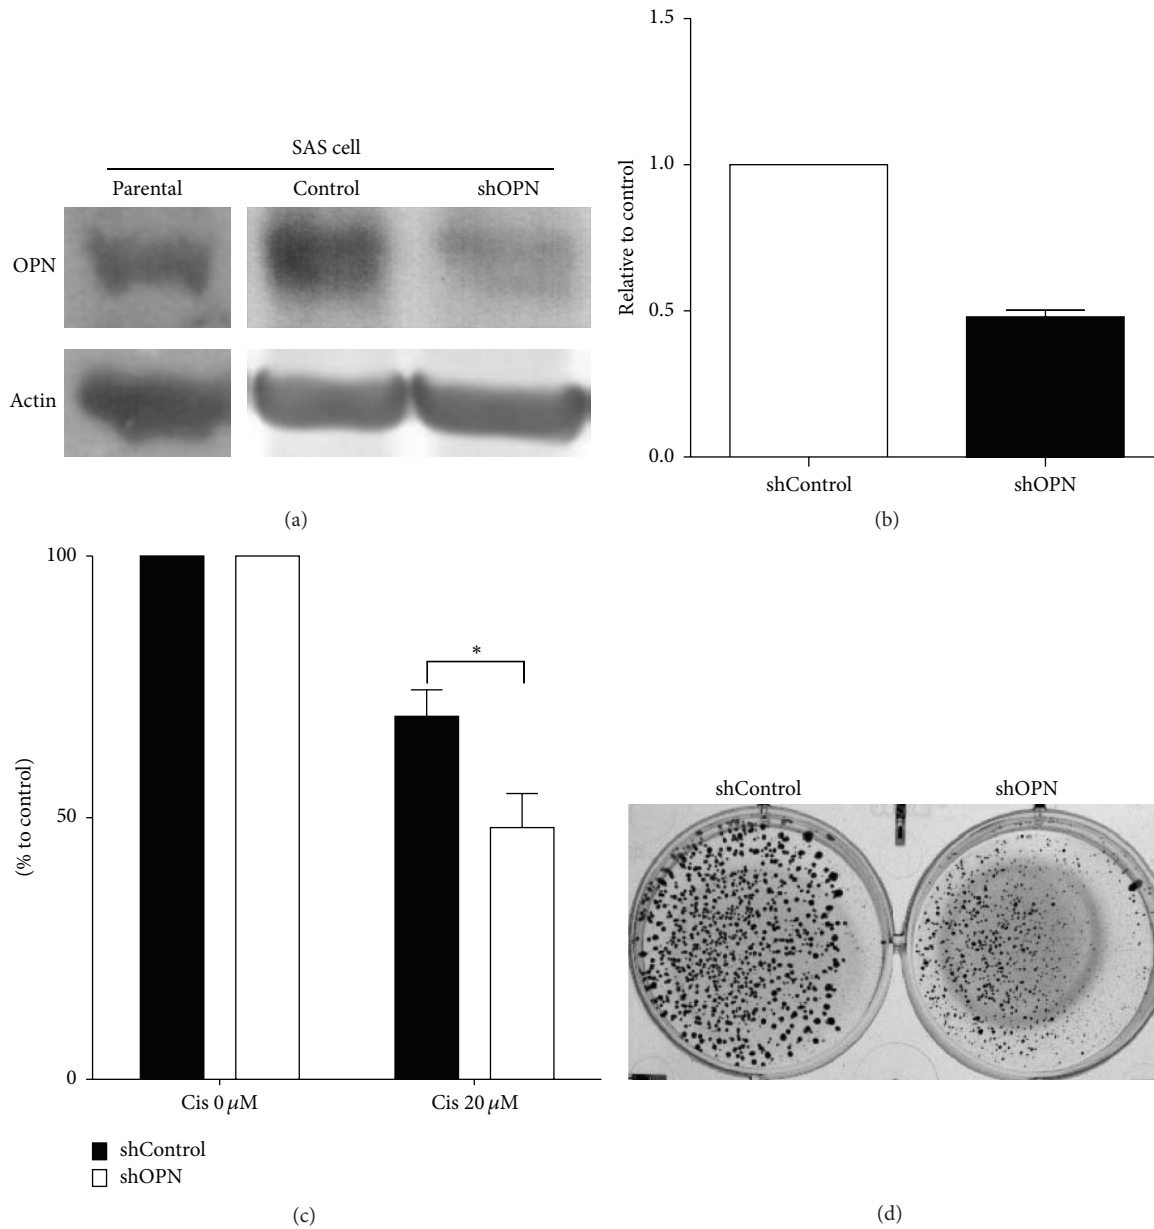 SAS cell
Parental Control shOPN
OPN
Actin
(a)
1.5
1.0
0.5
0.0
Relative to control
shControl shOPN
(b)
100
50
0
(% to control)
*
Cis 0 μM Cis 20 μM
shControl
shOPN
(c)
shControl shOPN
(d)